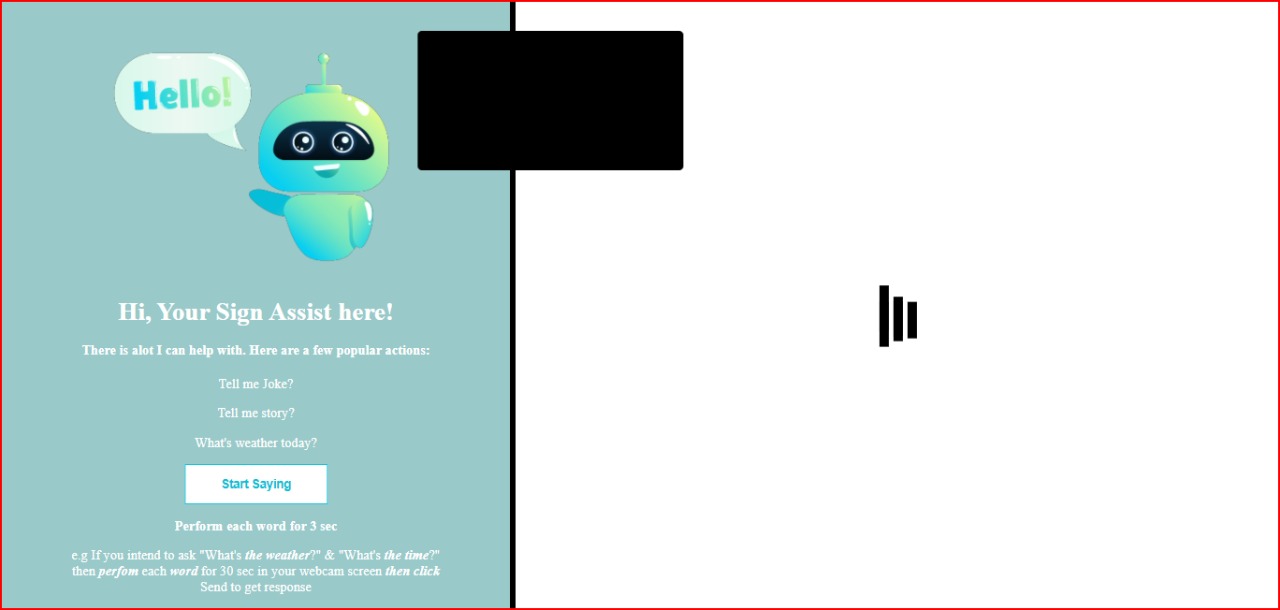 Hello!
Hi, Your Sign Assist here!
There is alot I can help with. Here are a few popular actions:
Tell me Joke?
Tell me story?
What's weather today?
Start Saying
Perform each word for 3 sec
e.g If you intend to ask "What's the weather?" & "What's the time?"
then perfom each word for 30 sec in your webcam screen then click
Send to get response